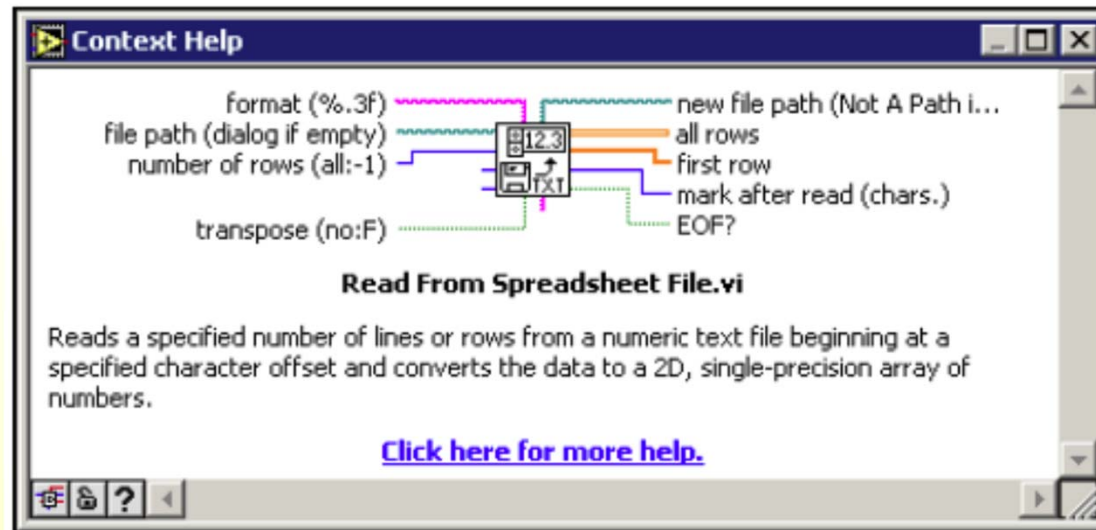 Context Help
format (%.3f)
file path (dialog if empty)
number of rows (all:-1)
transpose (no:F)
12.3
TXT
new file path (Not A Path i...
all rows
first row
mark after read (chars.)
EOF?
Read From Spreadsheet File.vi
Reads a specified number of lines or rows from a numeric text file beginning at a
specified character offset and converts the data to a 2D, single-precision array of
numbers.
Click here for more help.
?